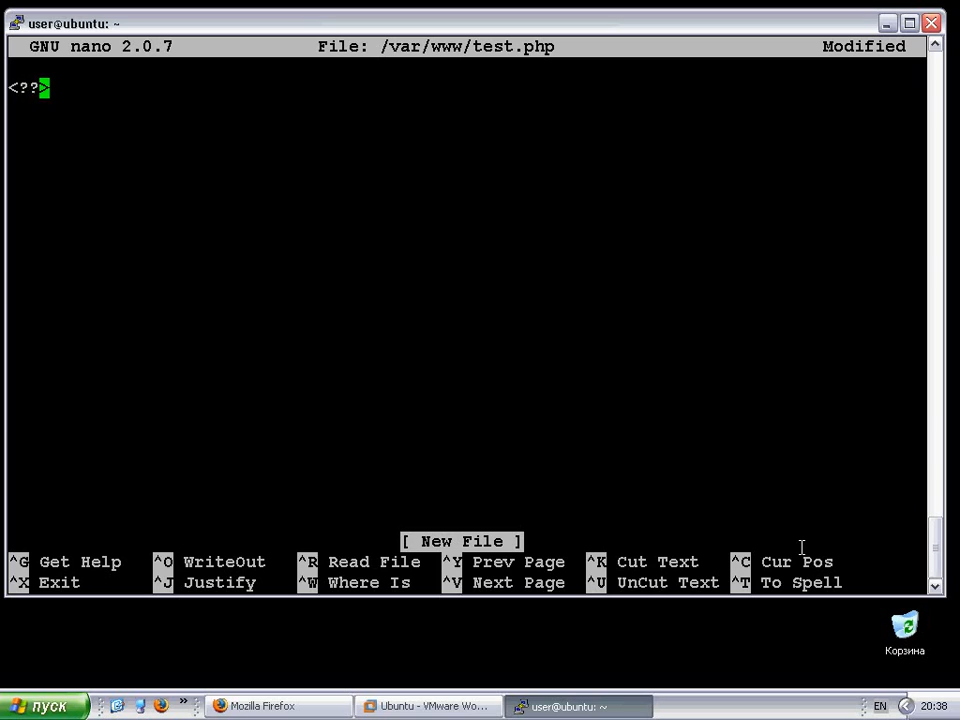 user@ubuntu: ~
GNU nano 2.0.7 File: /var/www/test.php Modified
<??>
[ New File ]
^G Get Help ^O WriteOut ^R Read File ^Y Prev Page ^K Cut Text ^C Cur Pos
^X Exit ^J Justify ^W Where Is ^V Next Page ^U UnCut Text ^T To Spell
Корзина
пуск » Mozilla Firefox Ubuntu - VMware Wo... user@ubuntu: ~ EN 20:38